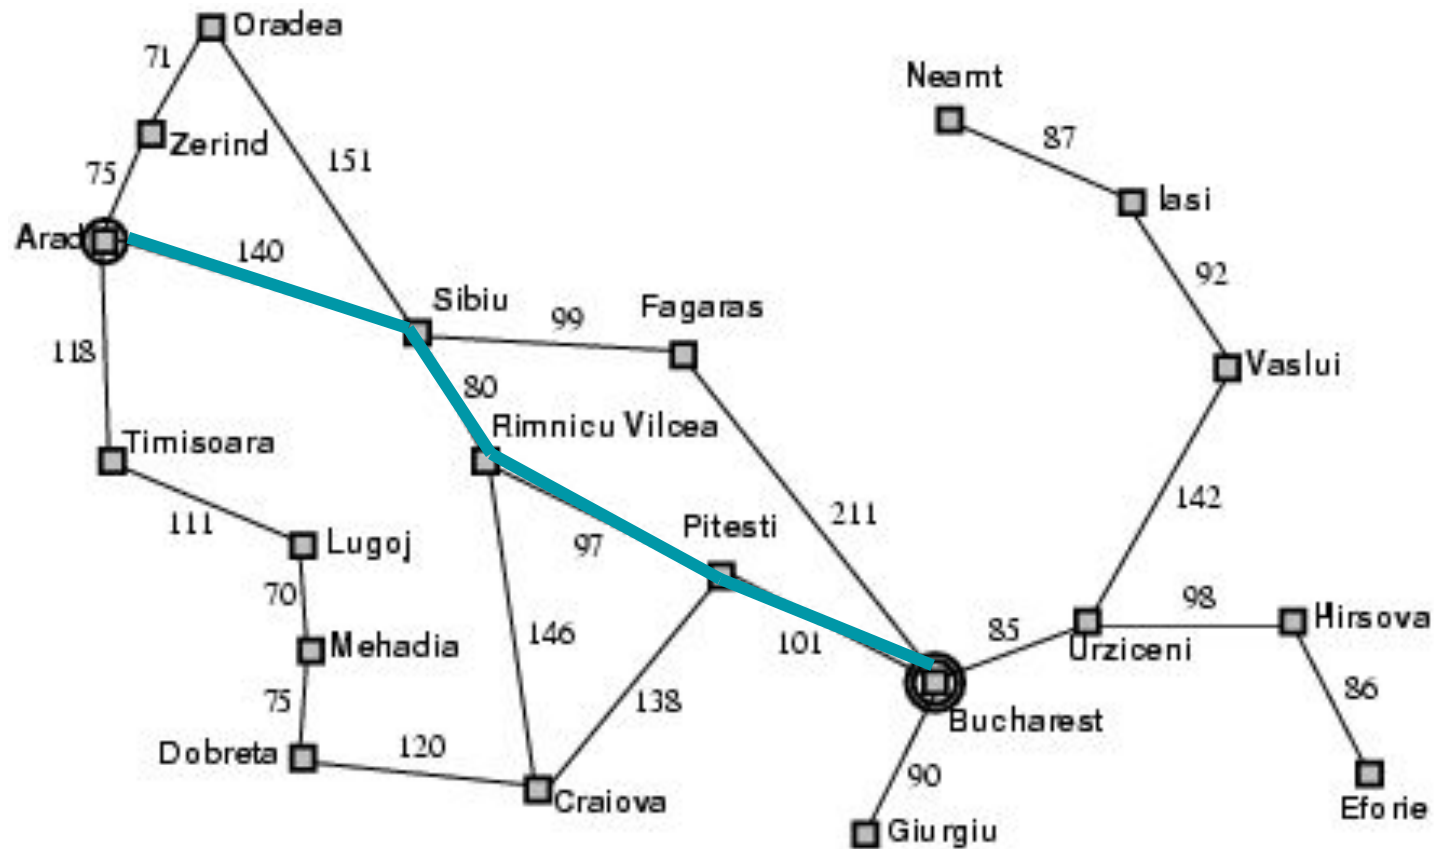 Oradea
71
Neamt
87
Zerind
151
75
Iasi
Arad
140
92
Sibiu
Fagaras
99
118
Vaslui
80
Rimnicu Vilcea
Timisoara
142
211
Pitesti
111
97
Lugoj
70
98
Hirsova
146
85
101
Mehadia
Urziceni
75
138
86
Bucharest
Dobreta
120
90
Craiova
Eforie
Giurgiu